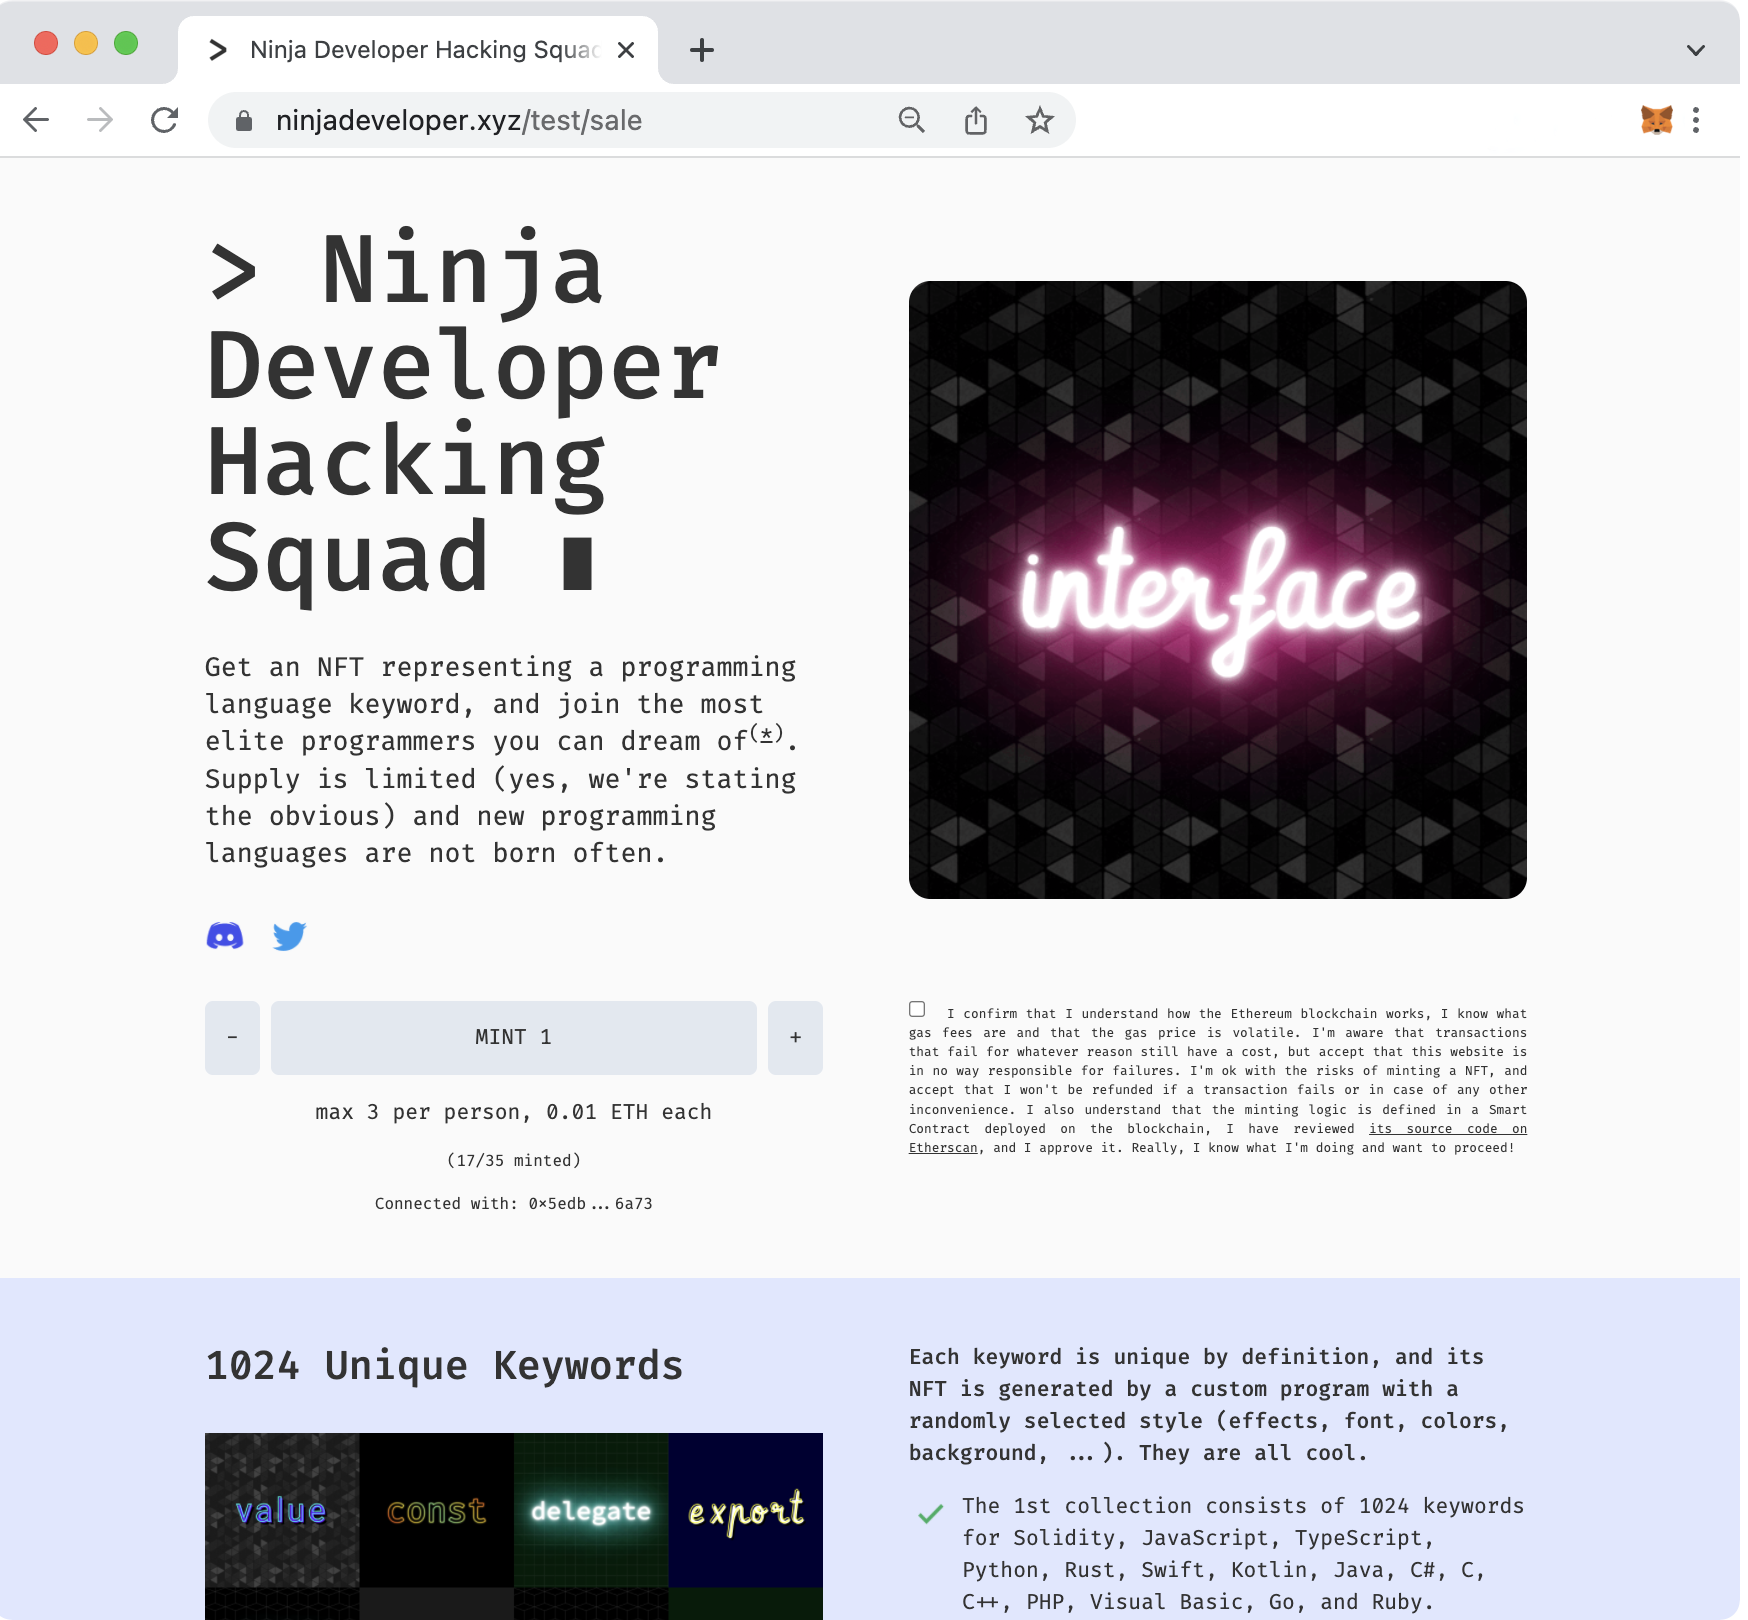 Ninja Developer Hacking Squad
ninjadeveloper.xyz/test/sale
> Ninja
Developer
Hacking
Squad
Get an NFT representing a programming
language keyword, and join the most
elite programmers you can dream of(*).
Supply is limited (yes, we're stating
the obvious) and new programming
languages are not born often.
interface
- MINT 1 +
max 3 per person, 0.01 ETH each
(17/35 minted)
Connected with: 0×5edb...6a73
I confirm that I understand how the Ethereum blockchain works, I know what
gas fees are and that the gas price is volatile. I'm aware that transactions
that fail for whatever reason still have a cost, but accept that this website is
in no way responsible for failures. I'm ok with the risks of minting a NFT, and
accept that I won't be refunded if a transaction fails or in case of any other
inconvenience. I also understand that the minting logic is defined in a Smart
Contract deployed on the blockchain, I have reviewed its source code on
Etherscan, and I approve it. Really, I know what I'm doing and want to proceed!
1024 Unique Keywords
value const delegate export
Each keyword is unique by definition, and its
NFT is generated by a custom program with a
randomly selected style (effects, font, colors,
background, ...). They are all cool.
The 1st collection consists of 1024 keywords
for Solidity, JavaScript, TypeScript,
Python, Rust, Swift, Kotlin, Java, C#, C,
C++, PHP, Visual Basic, Go, and Ruby.